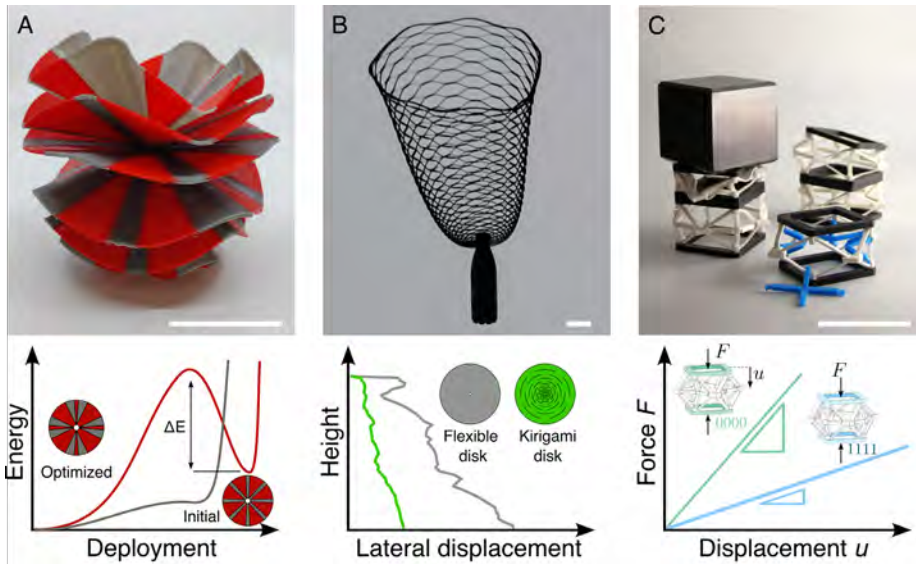 A
B
C
Energy
ΔE
Optimized
Initial
Deployment
Height
Flexible
disk
Kirigami
disk
Lateral displacement
Force F
F
u
0000
F
1111
Displacement u